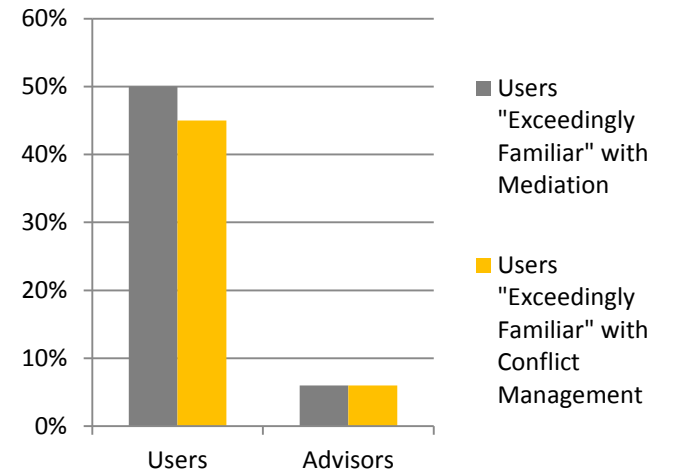 60%
50%
40%
30%
20%
10%
0%
Users
Advisors
Users
"Exceedingly
Familiar" with
Mediation
Users
"Exceedingly
Familiar" with
Conflict
Management